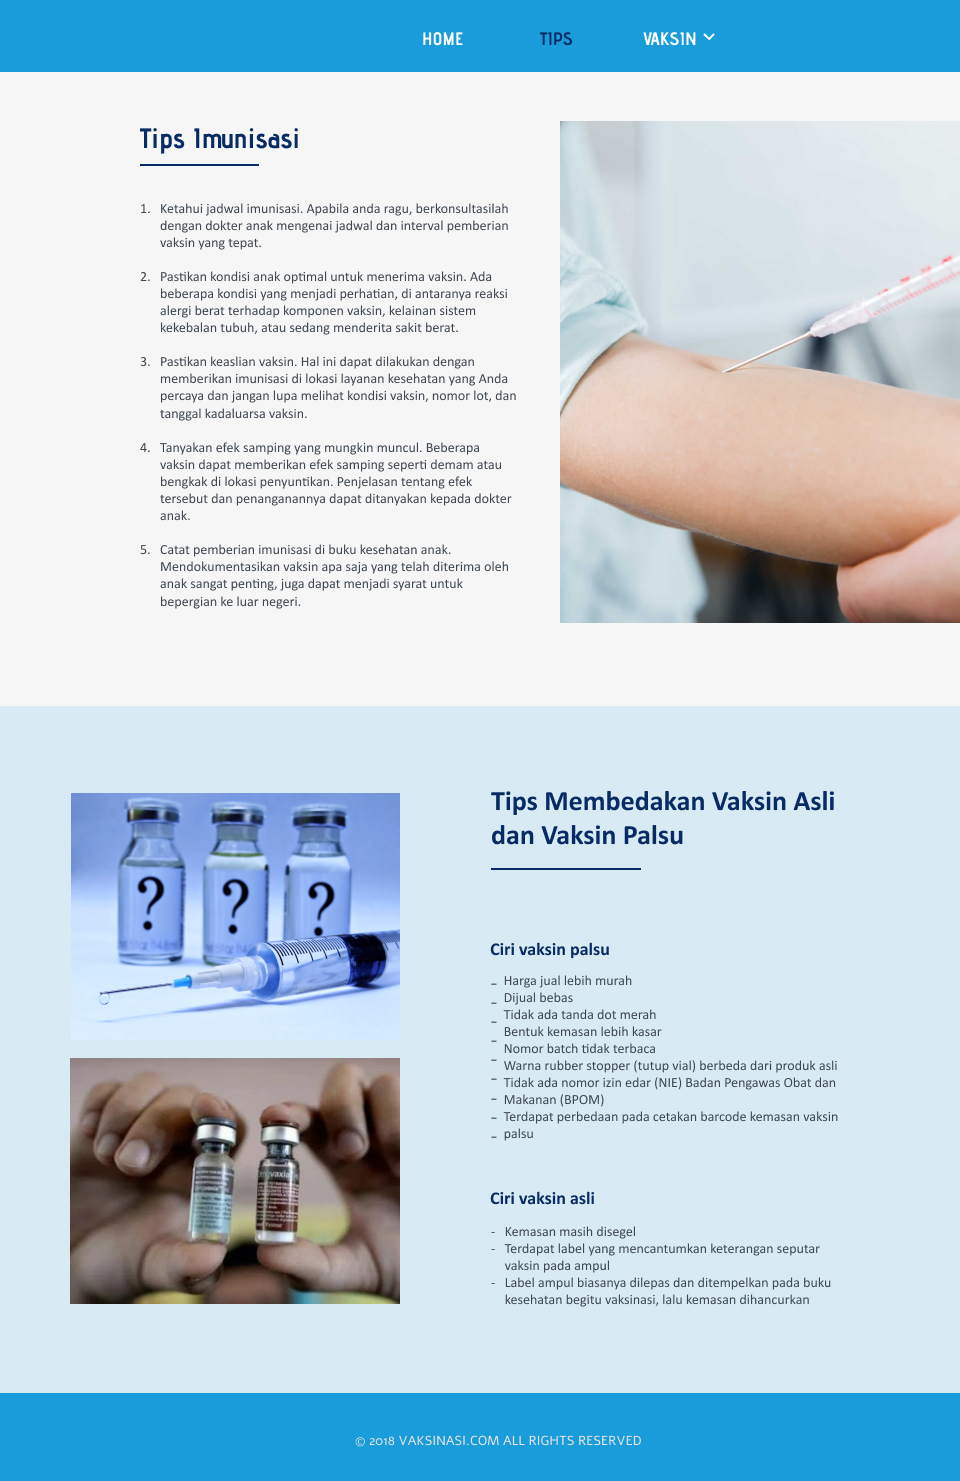 HOME TIPS VAKSIN
Tips Imunisasi
1. Ketahui jadwal imunisasi. Apabila anda ragu, berkonsultasilah
dengan dokter anak mengenai jadwal dan interval pemberian
vaksin yang tepat.
2. Pastikan kondisi anak optimal untuk menerima vaksin. Ada
beberapa kondisi yang menjadi perhatian, di antaranya reaksi
alergi berat terhadap komponen vaksin, kelainan sistem
kekebalan tubuh, atau sedang menderita sakit berat.
3. Pastikan keaslian vaksin. Hal ini dapat dilakukan dengan
memberikan imunisasi di lokasi layanan kesehatan yang Anda
percaya dan jangan lupa melihat kondisi vaksin, nomor lot, dan
tanggal kadaluarsa vaksin.
4. Tanyakan efek samping yang mungkin muncul. Beberapa
vaksin dapat memberikan efek samping seperti demam atau
bengkak di lokasi penyuntikan. Penjelasan tentang efek
tersebut dan penanganannya dapat ditanyakan kepada dokter
anak.
5. Catat pemberian imunisasi di buku kesehatan anak.
Mendokumentasikan vaksin apa saja yang telah diterima oleh
anak sangat penting, juga dapat menjadi syarat untuk
bepergian ke luar negeri.
? ? ?
Tips Membedakan Vaksin Asli
dan Vaksin Palsu
Ciri vaksin palsu
- Harga jual lebih murah
- Dijual bebas
- Tidak ada tanda dot merah
- Bentuk kemasan lebih kasar
- Nomor batch tidak terbaca
- Warna rubber stopper (tutup vial) berbeda dari produk asli
- Tidak ada nomor izin edar (NIE) Badan Pengawas Obat dan
- Makanan (BPOM)
- Terdapat perbedaan pada cetakan barcode kemasan vaksin
palsu
Ciri vaksin asli
- Kemasan masih disegel
- Terdapat label yang mencantumkan keterangan seputar
vaksin pada ampul
- Label ampul biasanya dilepas dan ditempelkan pada buku
kesehatan begitu vaksinasi, lalu kemasan dihancurkan
© 2018 VAKSINASI.COM ALL RIGHTS RESERVED